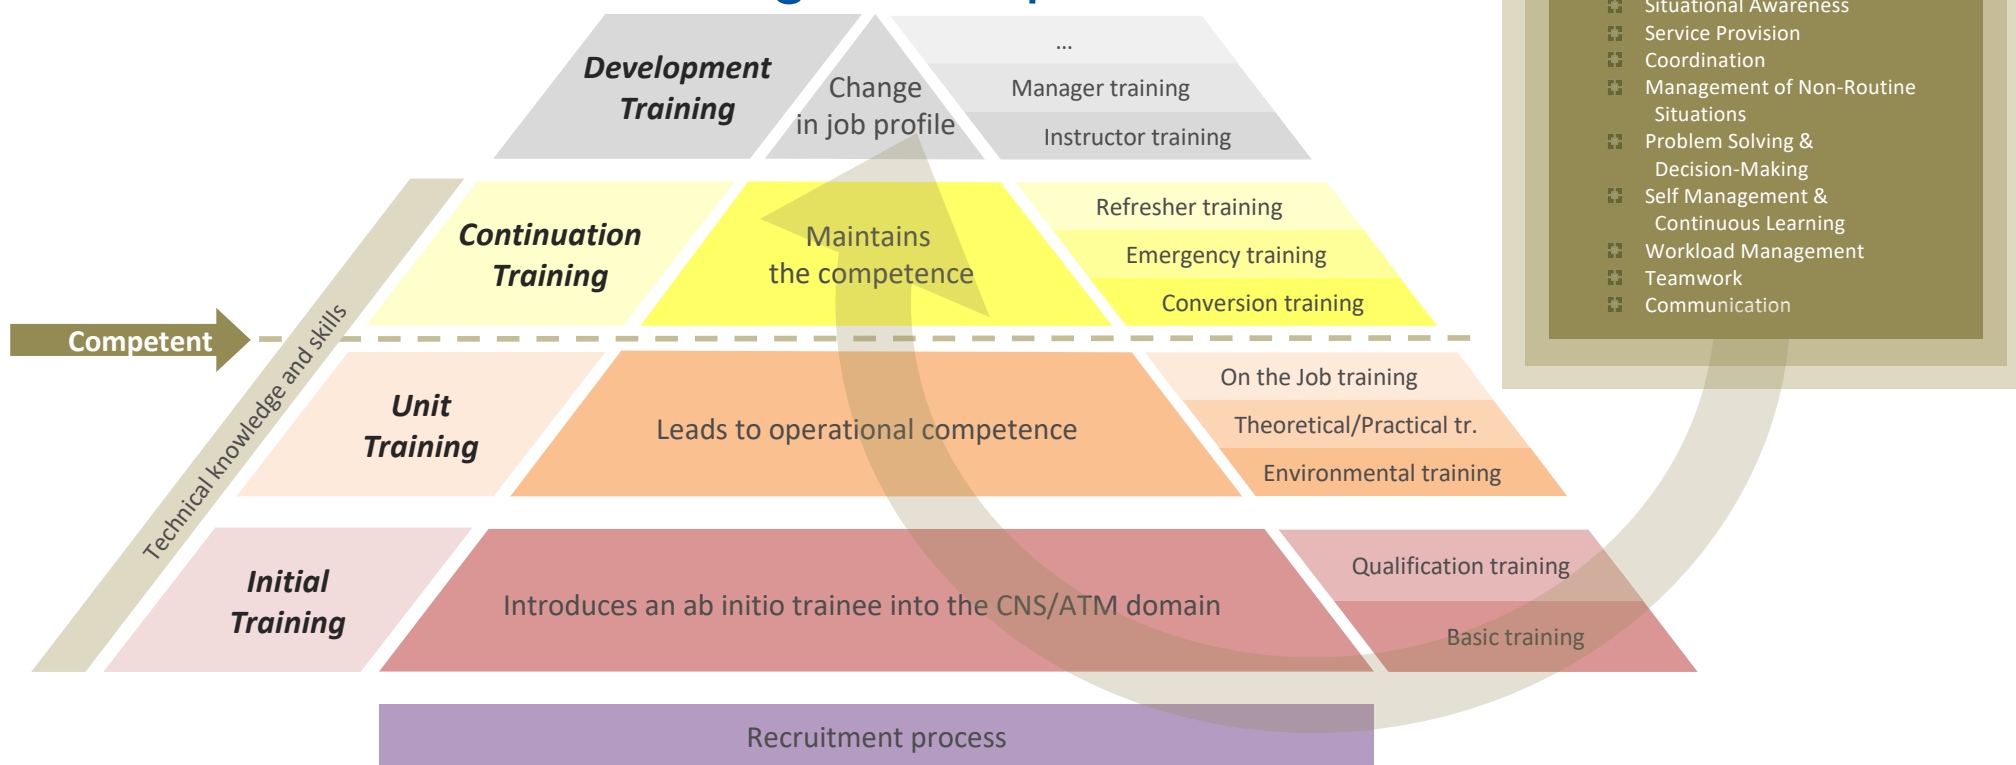 Development
Training
Change
in job profile
...
Manager training
Instructor training
Continuation
Training
Maintains
the competence
Refresher training
Emergency training
Conversion training
Competent
Technical knowledge and skills
Unit
Training
Leads to operational competence
On the Job training
Theoretical/Practical tr.
Environmental training
Initial
Training
Introduces an ab initio trainee into the CNS/ATM domain
Qualification training
Basic training
Recruitment process
Situational Awareness
Service Provision
Coordination
Management of Non-Routine
Situations
Problem Solving &
Decision-Making
Self Management &
Continuous Learning
Workload Management
Teamwork
Communication